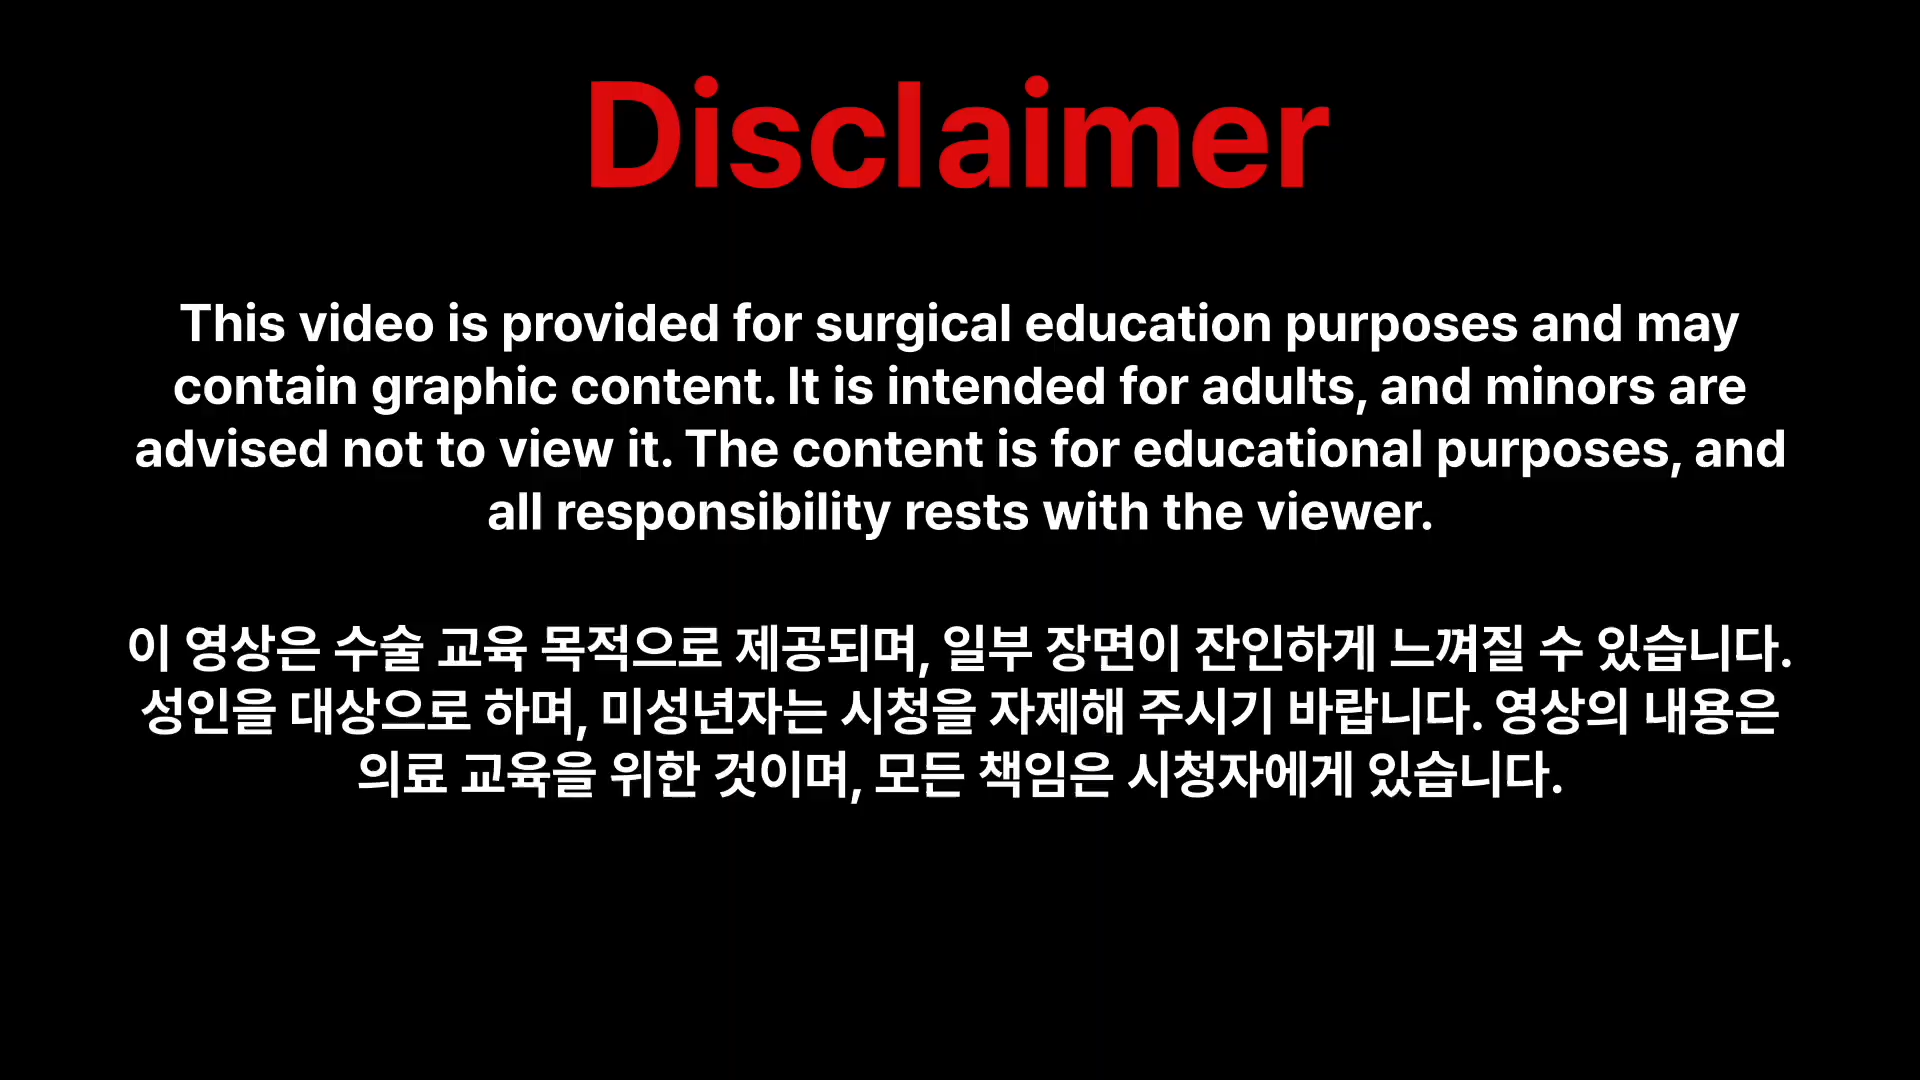 Disclaimer
This video is provided for surgical education purposes and may
contain graphic content. It is intended for adults, and minors are
advised not to view it. The content is for educational purposes, and
all responsibility rests with the viewer.
이 영상은 수술 교육 목적으로 제공되며, 일부 장면이 잔인하게 느껴질 수 있습니다.
성인을 대상으로 하며, 미성년자는 시청을 자제해 주시기 바랍니다. 영상의 내용은
의료 교육을 위한 것이며, 모든 책임은 시청자에게 있습니다.